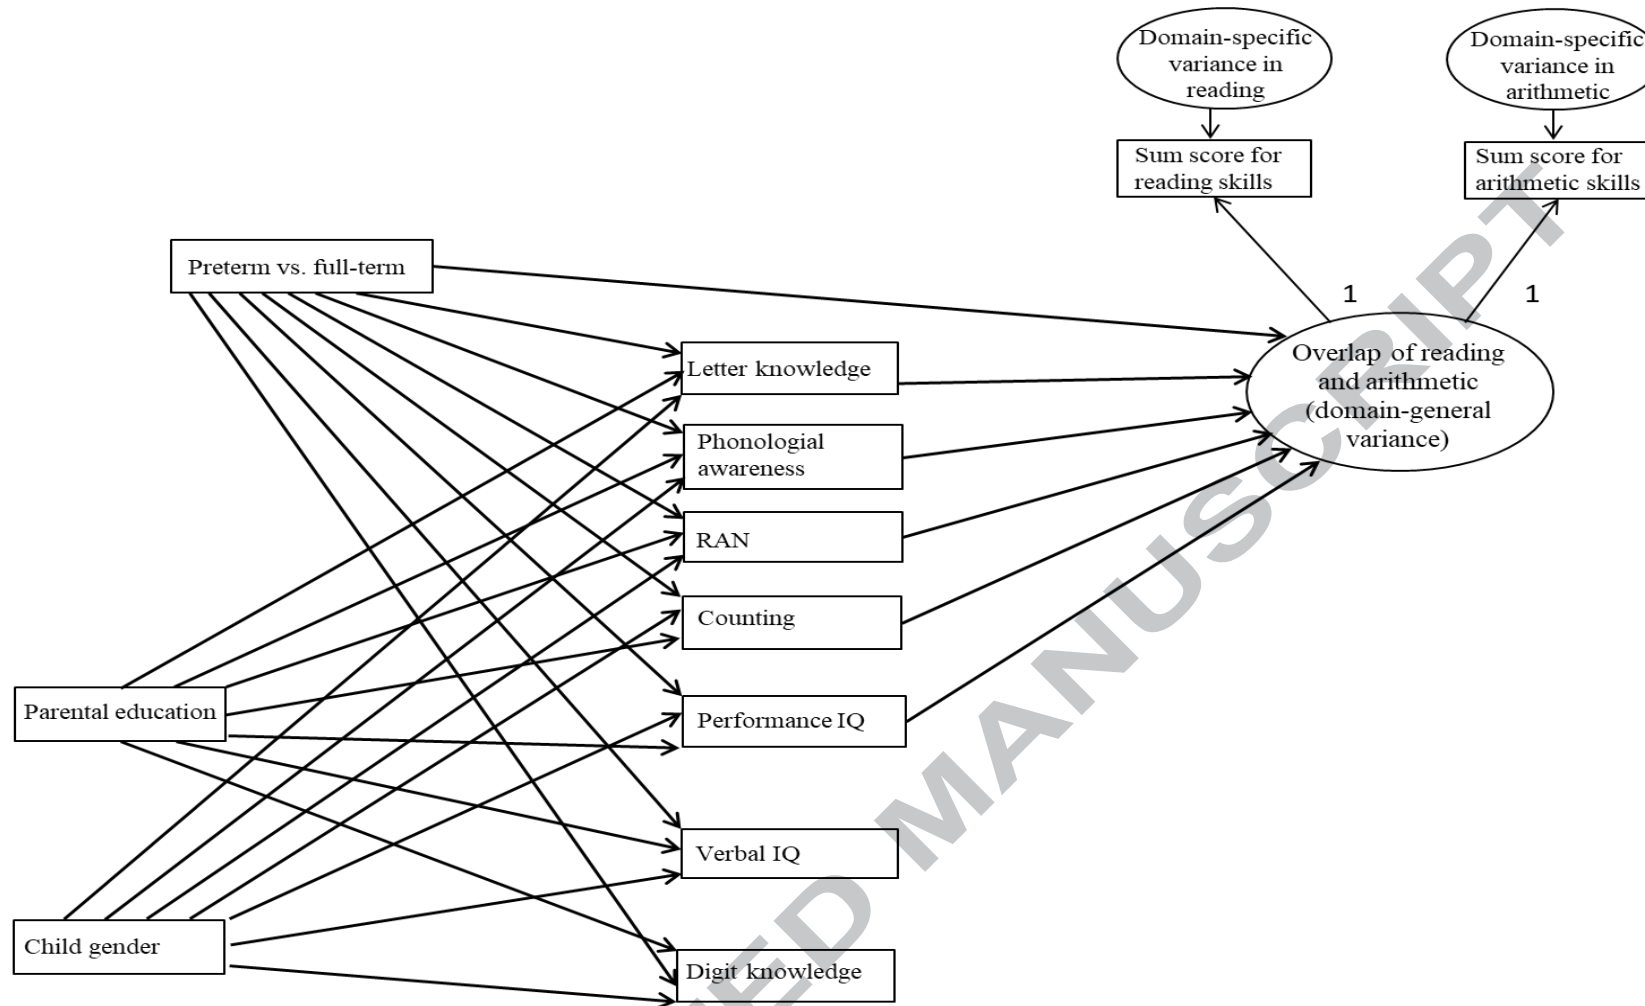 Domain-specific
variance in
reading
Domain-specific
variance in
arithmetic
Sum score for
reading skills
Sum score for
arithmetic skills
Preterm vs. full-term
1
1
Letter knowledge
Overlap of reading
and arithmetic
(domain-general
variance)
Phonologial
awareness
RAN
Counting
Parental education
Performance IQ
Verbal IQ
Child gender
Digit knowledge
TED MANUSCRIPT